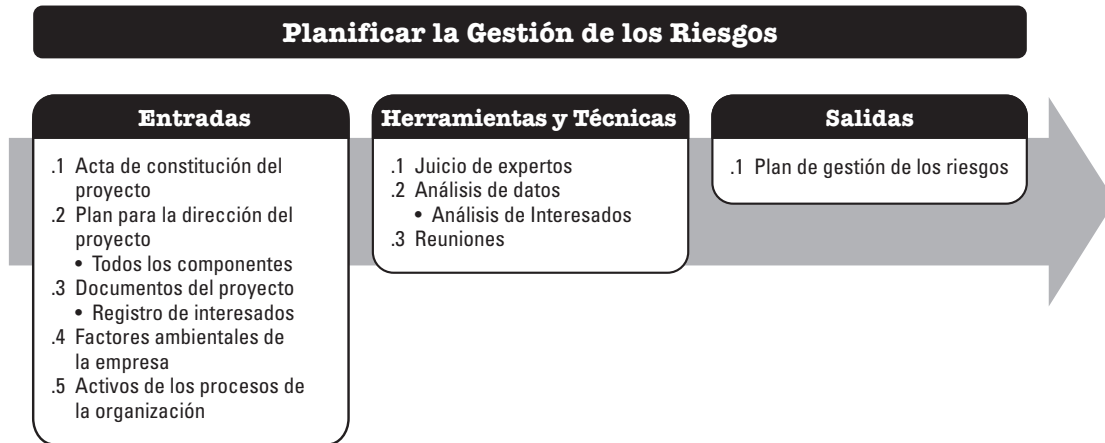 Planificar la Gestión de los Riesgos
Entradas
.1 Acta de constitución del
proyecto
.2 Plan para la dirección del
proyecto
• Todos los componentes
.3 Documentos del proyecto
• Registro de interesados
.4 Factores ambientales de
la empresa
.5 Activos de los procesos de
la organización
Herramientas y Técnicas
.1 Juicio de expertos
.2 Análisis de datos
• Análisis de Interesados
.3 Reuniones
Salidas
.1 Plan de gestión de los riesgos